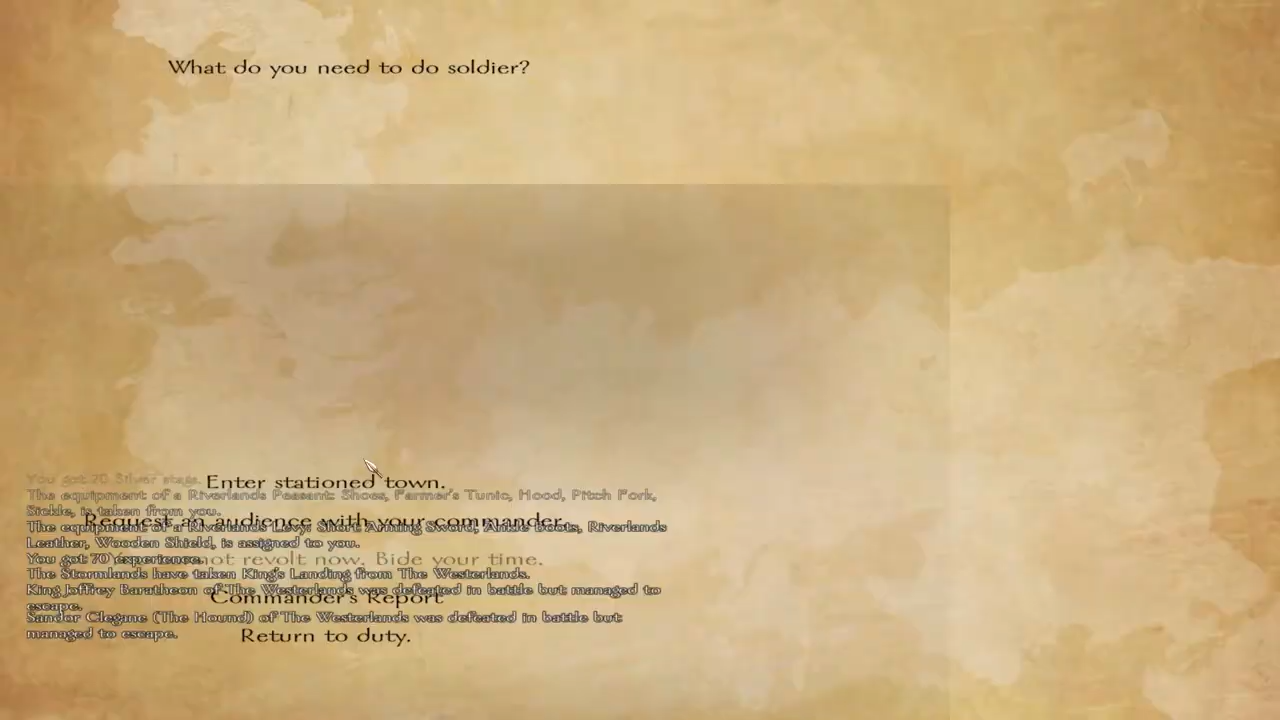 What do you need to do soldier?
You got 20 Silver stags.
Enter stationed town.
The equipment of a Riverlands Peasant: Shoes, Farmer's Tunic, Hood, Pitch Fork,
Sickle, is taken from you.
Request an audience with your commander.
The equipment of a Riverlands Levy: Short Arming Sword, Ankle Boots, Riverlands
Leather, Wooden Shield, is assigned to you.
You got 70 experience.
not revolt now. Bide your time.
The Stormlands have taken King's Landing from The Westerlands.
King Joffrey Baratheon of The Westerlands was defeated in battle but managed to
escape.
Commander's Report
Sandor Clegane (The Hound) of The Westerlands was defeated in battle but
managed to escape.
Return to duty.